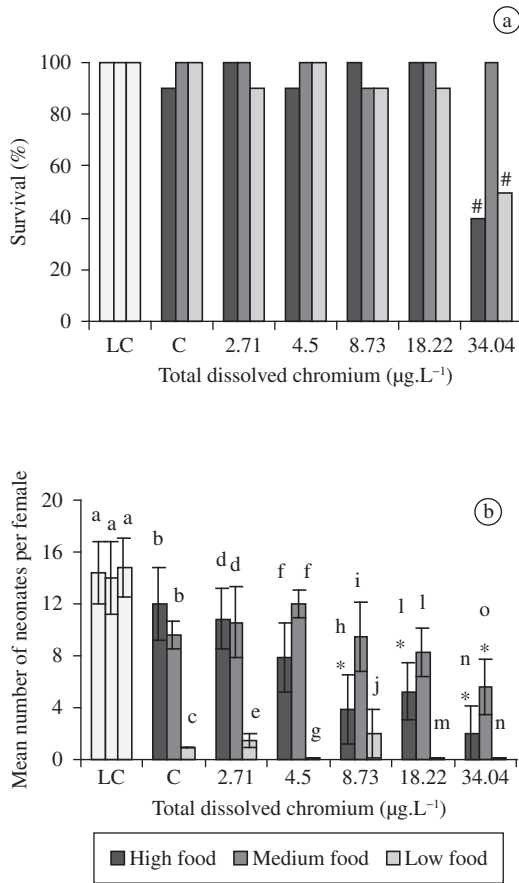 a
Survival (%)
100
80
60
40
20
0
# #
LC C 2.71 4.5 8.73 18.22 34.04
Total dissolved chromium (µg.L⁻¹)
b
Mean number of neonates per female
20
16
12
8
4
0
a a a b b c d d e f f g h * i j l * l m n * o * n
LC C 2.71 4.5 8.73 18.22 34.04
Total dissolved chromium (µg.L⁻¹)
High food Medium food Low food